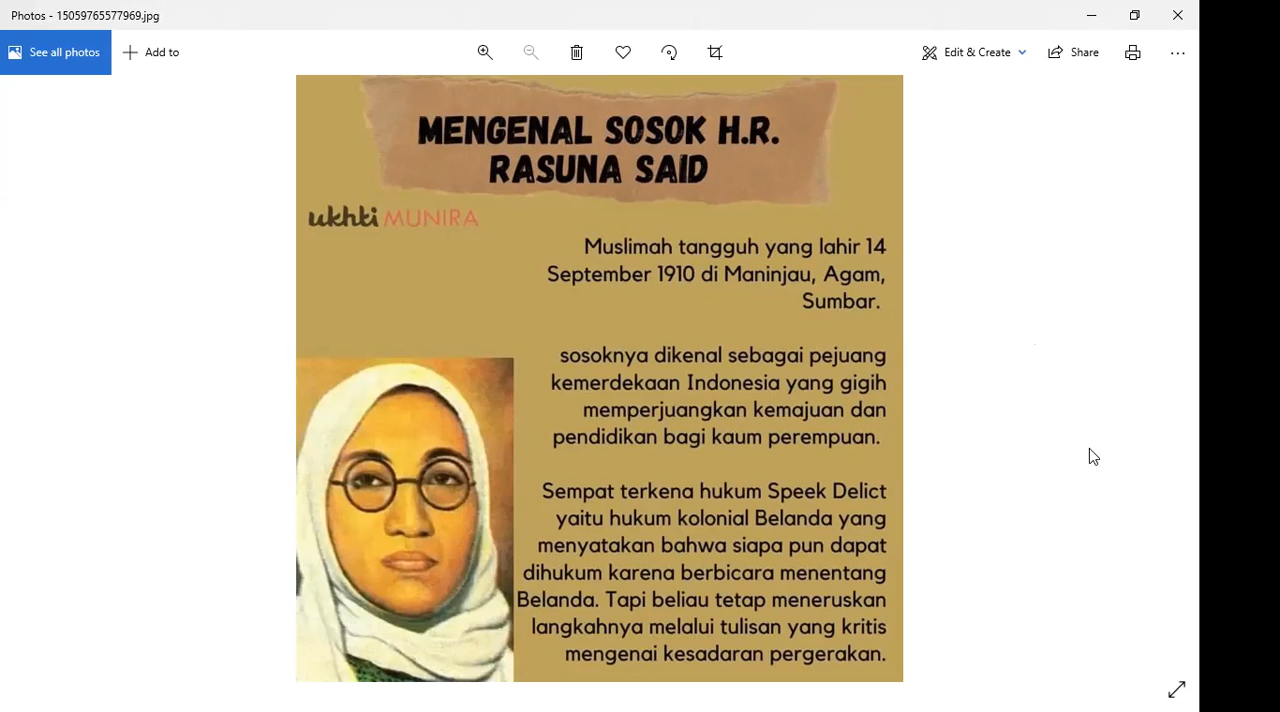 Photos - 15059765577969.jpg
See all photos
Add to
Edit & Create
Share
MENGENAL SOSOK H.R.
RASUNA SAID
ukhti MUNIRA
Muslimah tangguh yang lahir 14
September 1910 di Maninjau, Agam,
Sumbar.
sosoknya dikenal sebagai pejuang
kemerdekaan Indonesia yang gigih
memperjuangkan kemajuan dan
pendidikan bagi kaum perempuan.
Sempat terkena hukum Speek Delict
yaitu hukum kolonial Belanda yang
menyatakan bahwa siapa pun dapat
dihukum karena berbicara menentang
Belanda. Tapi beliau tetap meneruskan
langkahnya melalui tulisan yang kritis
mengenai kesadaran pergerakan.